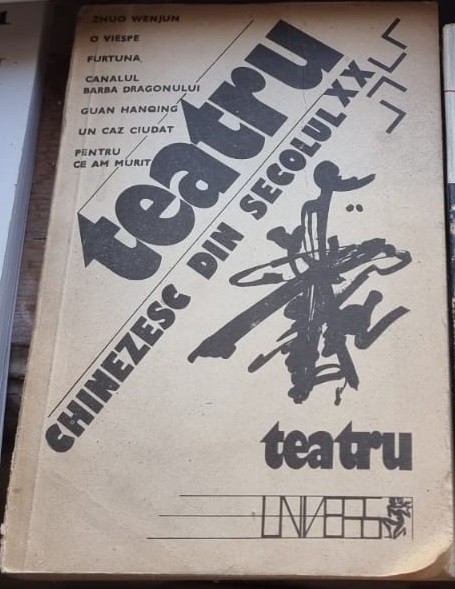 ZHUO WENJUN
O VIESPE
FURTUNA
CANALUL
BARBA DRAGONULUI
GUAN HANQING
UN CAZ CIUDAT
PENTRU
CE AM MURIT
teatru
CHINEZESC DIN SECOLUL XX
teatru
UNIVERS